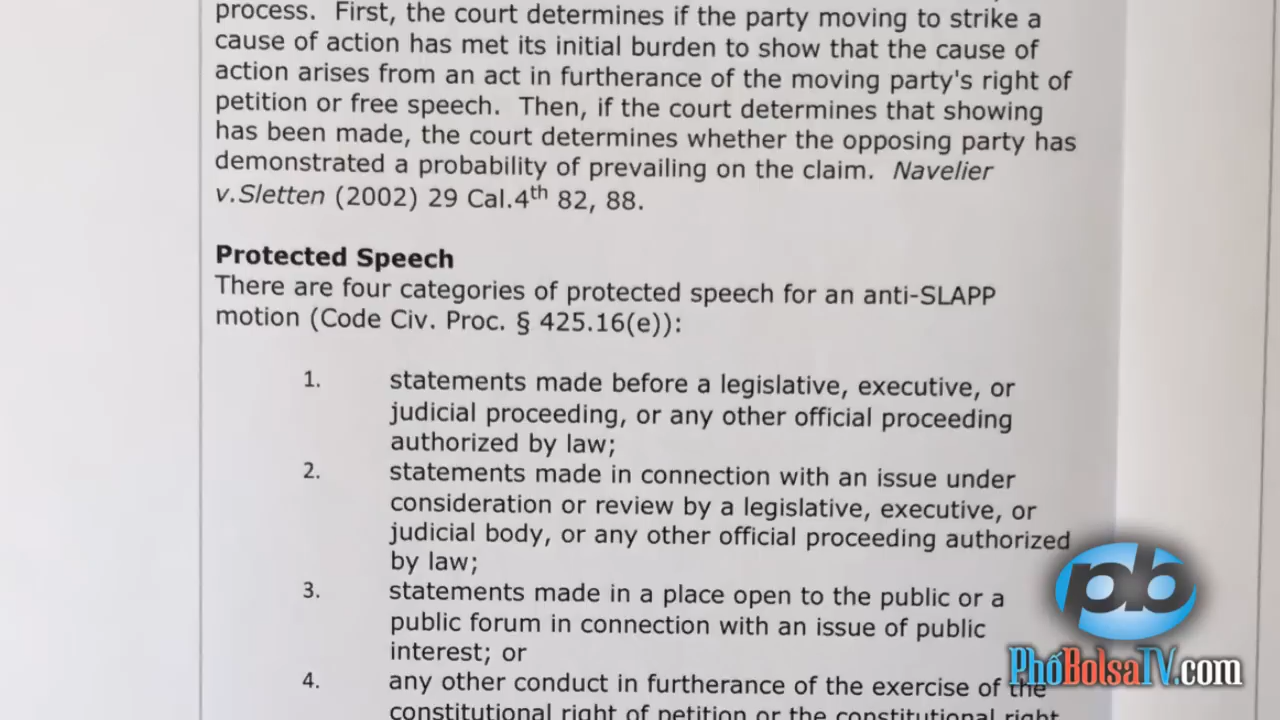 process. First, the court determines if the party moving to strike a
cause of action has met its initial burden to show that the cause of
action arises from an act in furtherance of the moving party's right of
petition or free speech. Then, if the court determines that showing
has been made, the court determines whether the opposing party has
demonstrated a probability of prevailing on the claim. Navelier
v.Sletten (2002) 29 Cal.4th 82, 88.
Protected Speech
There are four categories of protected speech for an anti-SLAPP
motion (Code Civ. Proc. § 425.16(e)):
1. statements made before a legislative, executive, or
judicial proceeding, or any other official proceeding
authorized by law;
2. statements made in connection with an issue under
consideration or review by a legislative, executive, or
judicial body, or any other official proceeding authorized
by law;
3. statements made in a place open to the public or a
public forum in connection with an issue of public
interest; or
4. any other conduct in furtherance of the exercise of the
constitutional right of petition or the constitutional right
pb
PhốBolsaTV.com